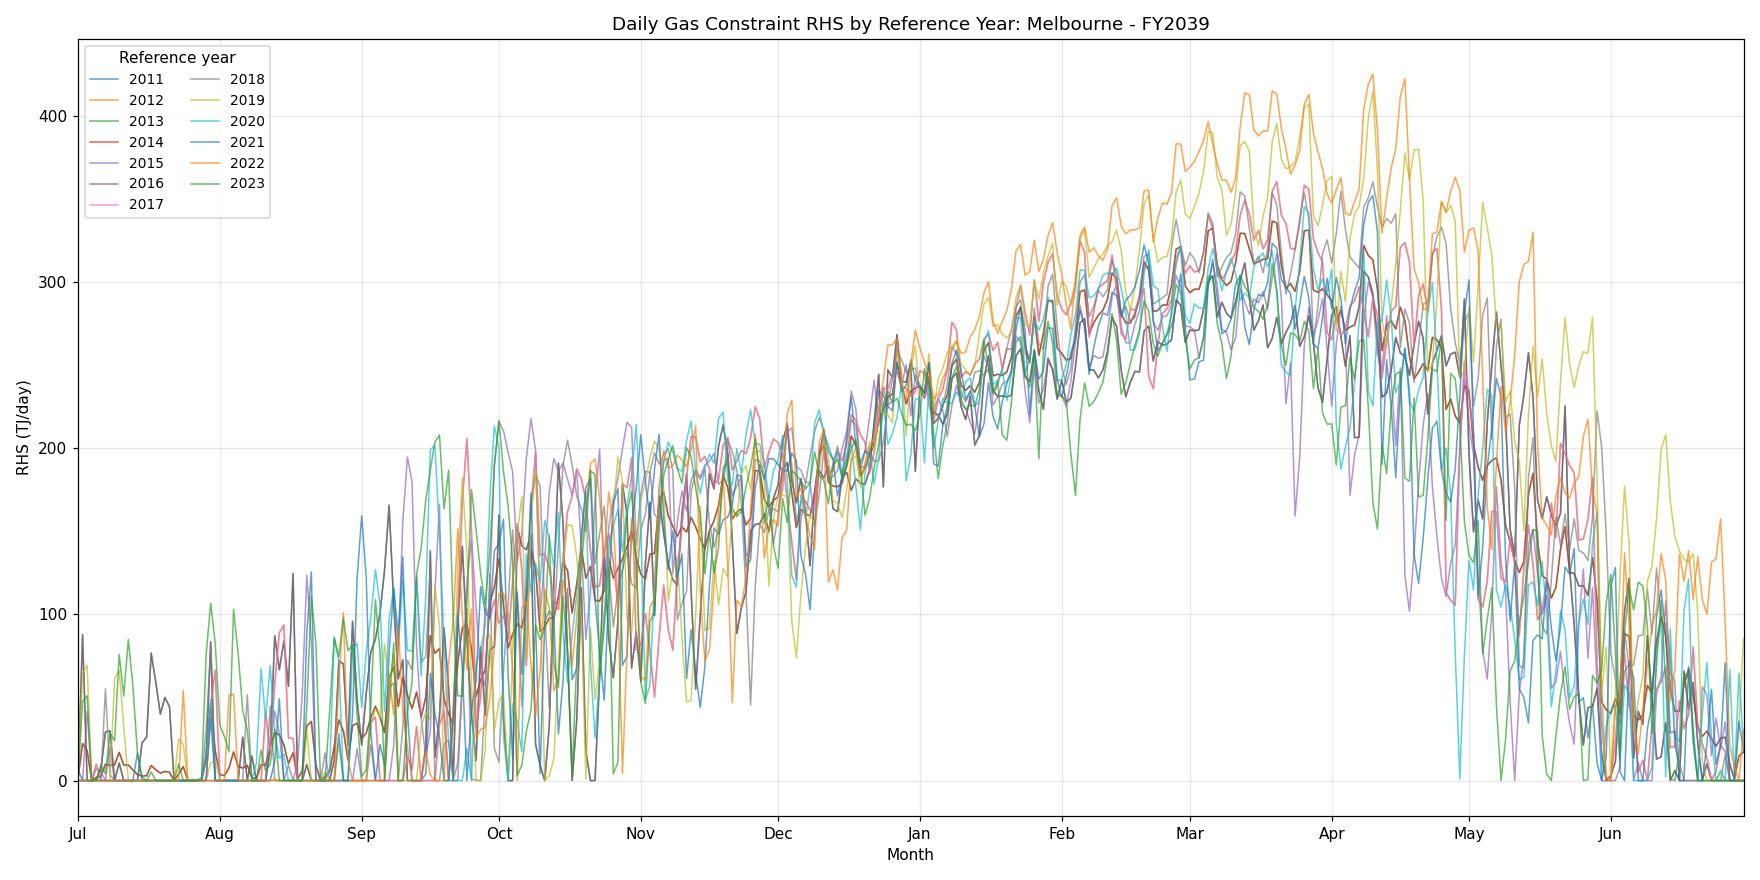 Daily Gas Constraint RHS by Reference Year: Melbourne - FY2039
Reference year
2011
2012
2013
2014
2015
2016
2017
2018
2019
2020
2021
2022
2023
RHS (TJ/day)
400
300
200
100
0
Jul
Aug
Sep
Oct
Nov
Dec
Jan
Feb
Mar
Apr
May
Jun
Month